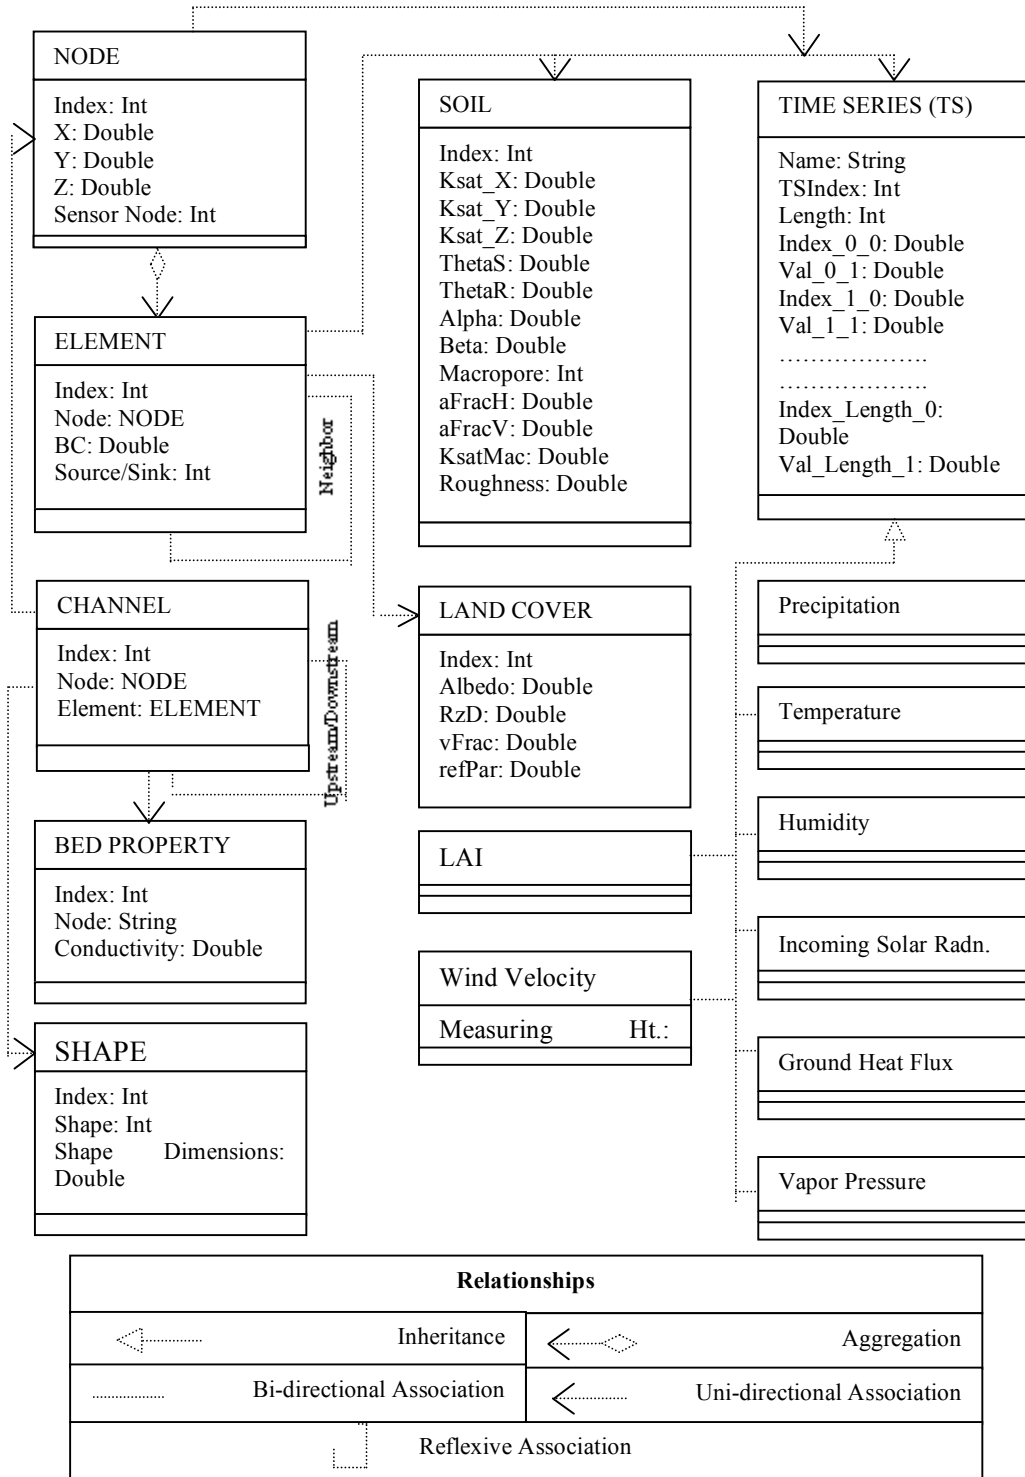 NODE
Index: Int
X: Double
Y: Double
Z: Double
Sensor Node: Int
ELEMENT
Index: Int
Node: NODE
BC: Double
Source/Sink: Int
Neighbor
CHANNEL
Index: Int
Node: NODE
Element: ELEMENT
Upstream/Downstream
BED PROPERTY
Index: Int
Node: String
Conductivity: Double
SHAPE
Index: Int
Shape: Int
Shape Dimensions:
Double
SOIL
Index: Int
Ksat_X: Double
Ksat_Y: Double
Ksat_Z: Double
ThetaS: Double
ThetaR: Double
Alpha: Double
Beta: Double
Macropore: Int
aFracH: Double
aFracV: Double
KsatMac: Double
Roughness: Double
LAND COVER
Index: Int
Albedo: Double
RzD: Double
vFrac: Double
refPar: Double
LAI
Wind Velocity
Measuring Ht.:
TIME SERIES (TS)
Name: String
TSIndex: Int
Length: Int
Index_0_0: Double
Val_0_1: Double
Index_1_0: Double
Val_1_1: Double
……………….
……………….
Index_Length_0:
Double
Val_Length_1: Double
Precipitation
Temperature
Humidity
Incoming Solar Radn.
Ground Heat Flux
Vapor Pressure
Relationships
Inheritance
Aggregation
Bi-directional Association
Uni-directional Association
Reflexive Association